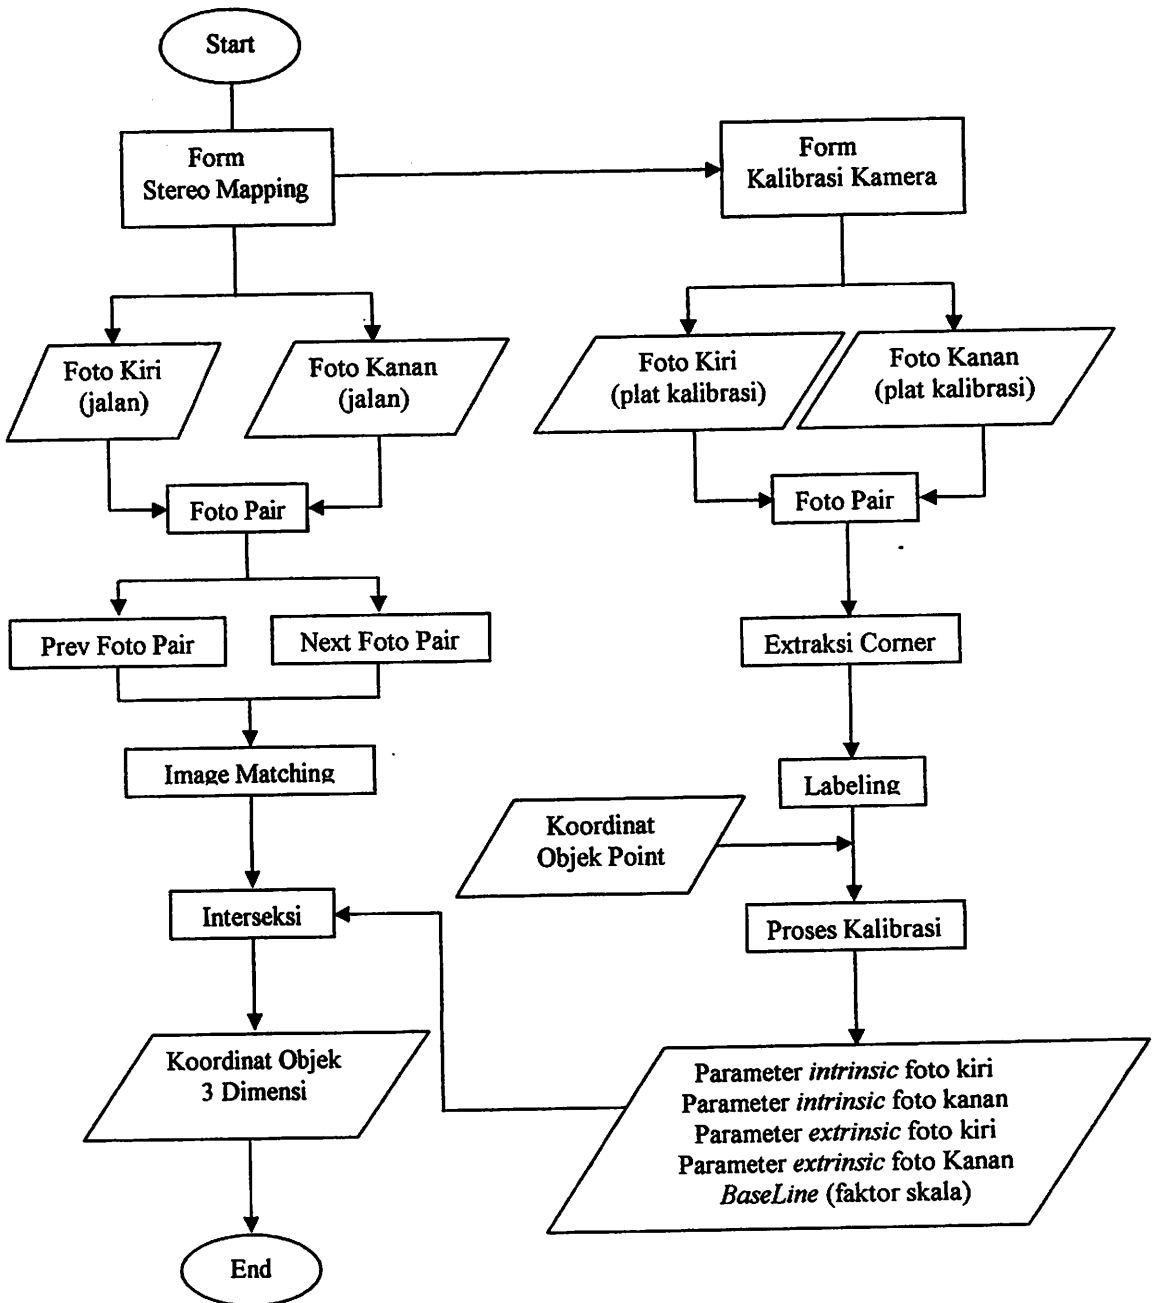 Start
Form
Stereo Mapping
Form
Kalibrasi Kamera
Foto Kiri
(jalan)
Foto Kanan
(jalan)
Foto Kiri
(plat kalibrasi)
Foto Kanan
(plat kalibrasi)
Foto Pair
Foto Pair
Prev Foto Pair
Next Foto Pair
Extraksi Corner
Image Matching
Labeling
Koordinat
Objek Point
Interseksi
Proses Kalibrasi
Koordinat Objek
3 Dimensi
Parameter intrinsic foto kiri
Parameter intrinsic foto kanan
Parameter extrinsic foto kiri
Parameter extrinsic foto Kanan
BaseLine (faktor skala)
End